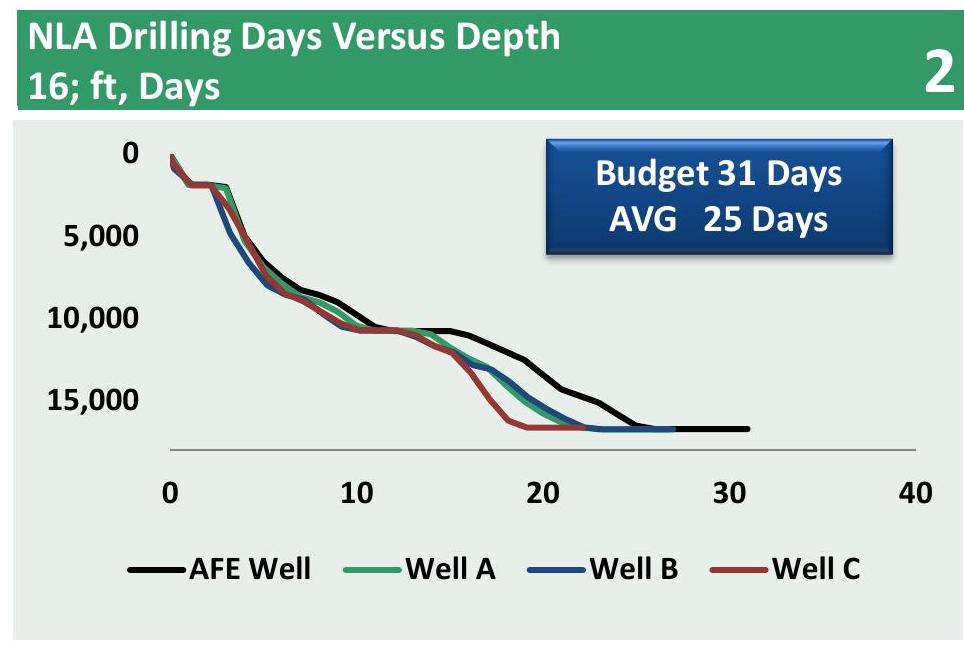 NLA Drilling Days Versus Depth
16; ft, Days
2
Budget 31 Days
AVG 25 Days
0
5,000
10,000
15,000
0 10 20 30 40
AFE Well Well A Well B Well C